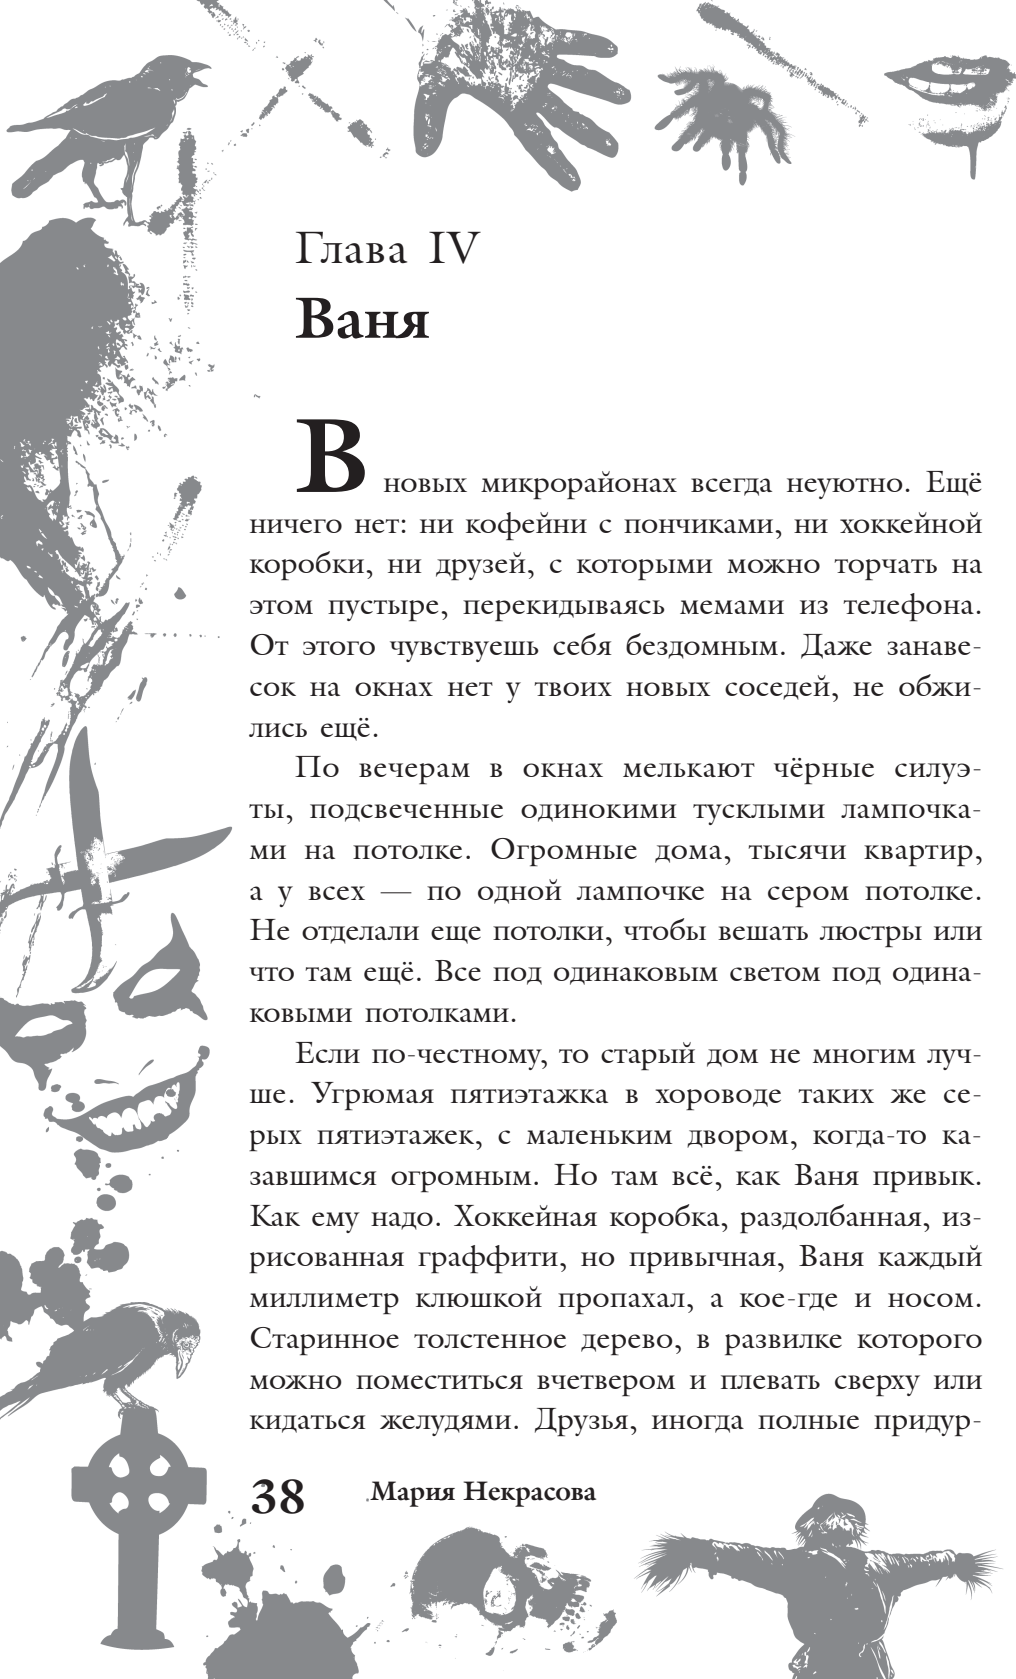 Глава IV
Ваня
В новых микрорайонах всегда неуютно. Ещё
ничего нет: ни кофейни с пончиками, ни хоккейной
коробки, ни друзей, с которыми можно торчать на
этом пустыре, перекидываясь мемами из телефона.
От этого чувствуешь себя бездомным. Даже занаве-
сок на окнах нет у твоих новых соседей, не обжи-
лись ещё.
По вечерам в окнах мелькают чёрные силуэ-
ты, подсвеченные одинокими тусклыми лампочка-
ми на потолке. Огромные дома, тысячи квартир,
а у всех — по одной лампочке на сером потолке.
Не отделали еще потолки, чтобы вешать люстры или
что там ещё. Все под одинаковым светом под одина-
ковыми потолками.
Если по-честному, то старый дом не многим луч-
ше. Угрюмая пятиэтажка в хороводе таких же се-
рых пятиэтажек, с маленьким двором, когда-то ка-
завшимся огромным. Но там всё, как Ваня привык.
Как ему надо. Хоккейная коробка, раздолбанная, из-
рисованная граффити, но привычная, Ваня каждый
миллиметр клюшкой пропахал, а кое-где и носом.
Старинное толстенное дерево, в развилке которого
можно поместиться вчетвером и плевать сверху или
кидаться желудями. Друзья, иногда полные придур-
38 Мария Некрасова